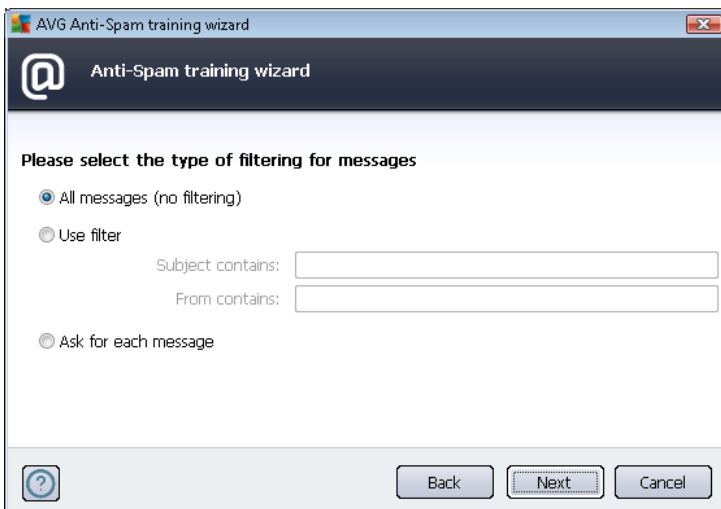 AVG Anti-Spam training wizard
Anti-Spam training wizard
Please select the type of filtering for messages
All messages (no filtering)
Use filter
Subject contains:
From contains:
Ask for each message
Back Next Cancel